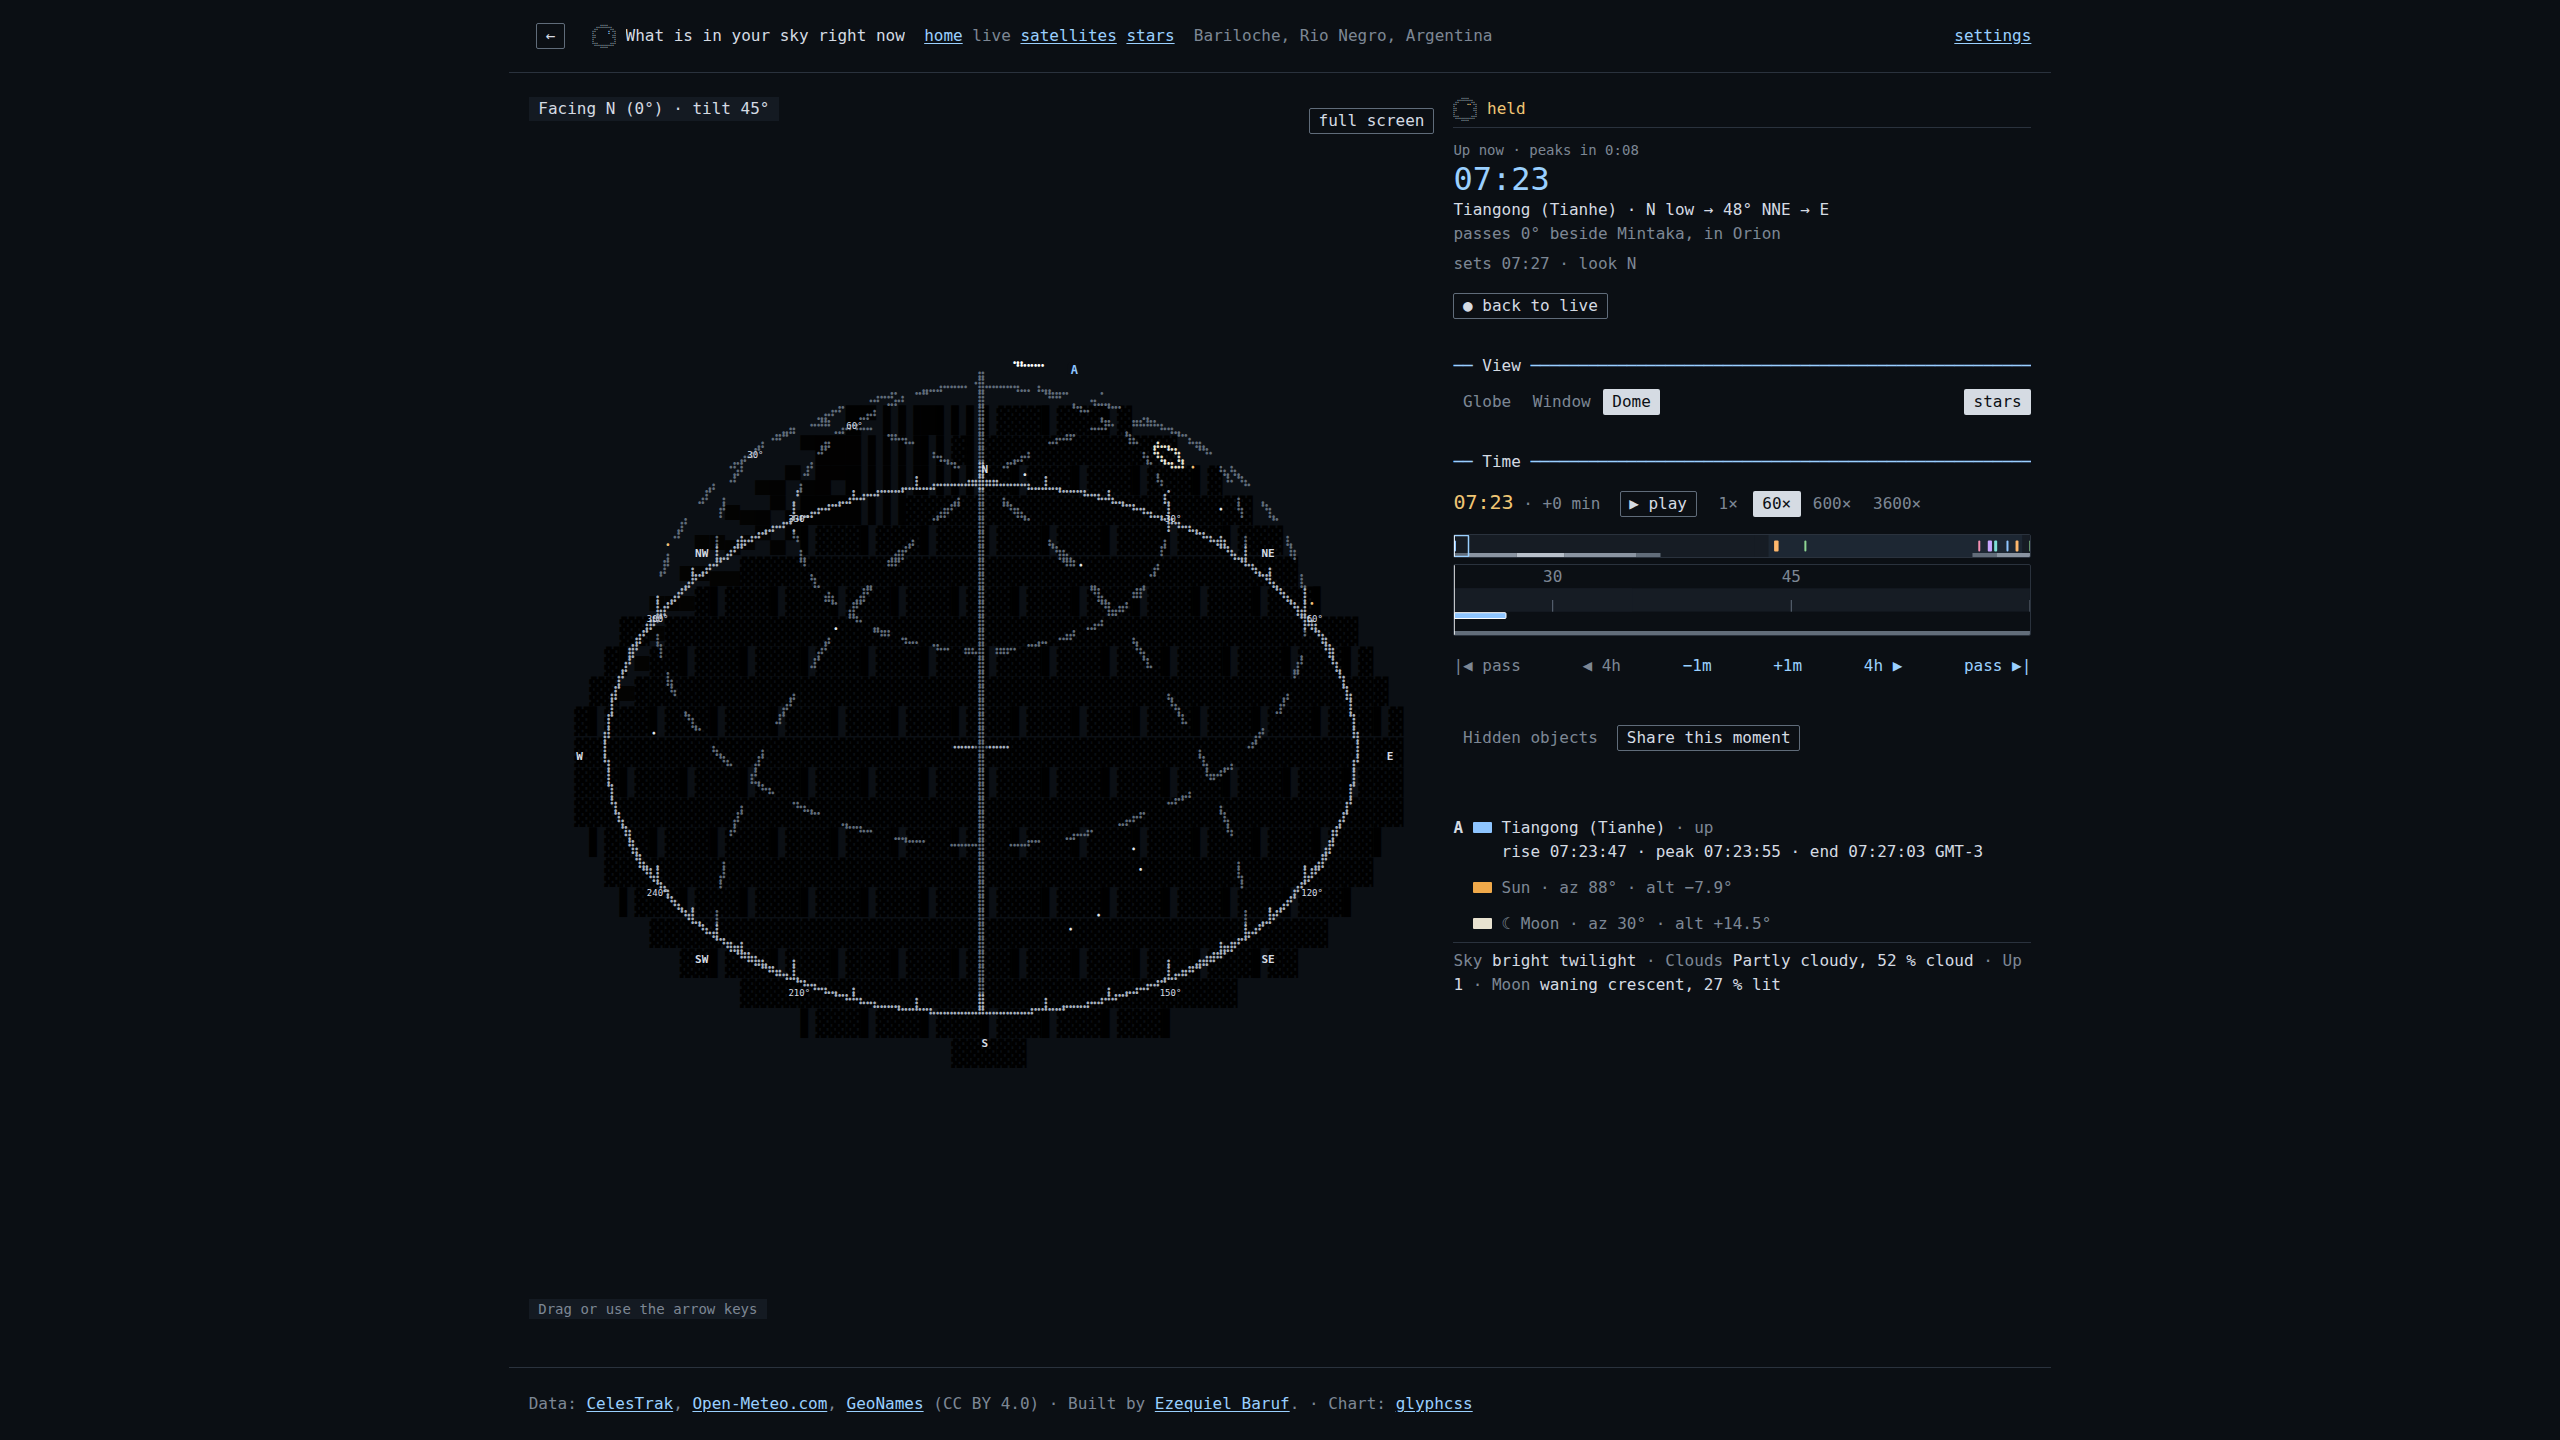 ← What is in your sky right now home live satellites stars Bariloche, Rio Negro, Argentina settings
Facing N (0°) · tilt 45°
full screen
held
Up now · peaks in 0:08
07:23
Tiangong (Tianhe) · N low → 48° NNE → E
passes 0° beside Mintaka, in Orion
sets 07:27 · look N
● back to live
View
Globe Window Dome stars
Time
07:23 · +0 min ▶ play 1× 60× 600× 3600×
30 45
|◀ pass ◀ 4h −1m +1m 4h ▶ pass ▶|
Hidden objects Share this moment
A Tiangong (Tianhe) · up
rise 07:23:47 · peak 07:23:55 · end 07:27:03 GMT-3
Sun · az 88° · alt −7.9°
☾ Moon · az 30° · alt +14.5°
Sky bright twilight · Clouds Partly cloudy, 52 % cloud · Up
1 · Moon waning crescent, 27 % lit
A
60°
30°
N
330° 30°
NW NE
300° 60°
W E
240° 120°
SW SE
210° 150°
S
Drag or use the arrow keys
Data: CelesTrak, Open-Meteo.com, GeoNames (CC BY 4.0) · Built by Ezequiel Baruf. · Chart: glyphcss